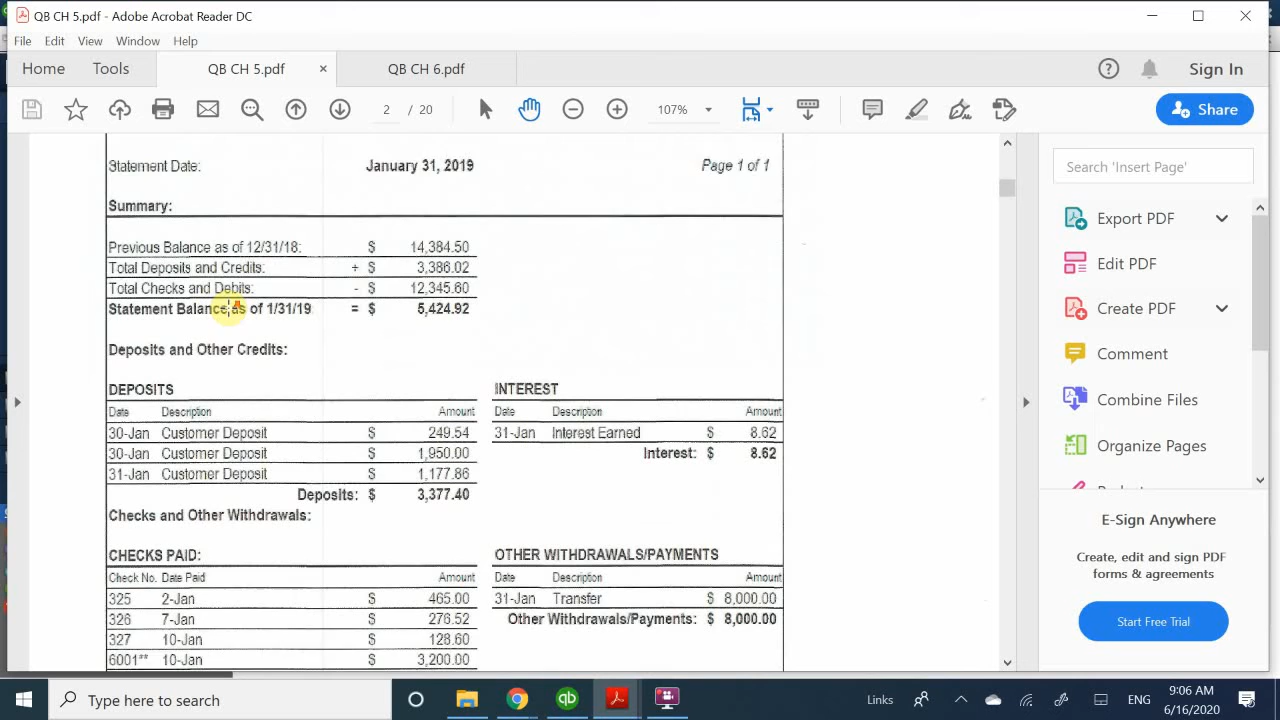 QB CH 5.pdf - Adobe Acrobat Reader DC
File Edit View Window Help
Home Tools QB CH 5.pdf × QB CH 6.pdf Sign In
2 / 20 107% Share
Statement Date: January 31, 2019 Page 1 of 1
Summary:
Previous Balance as of 12/31/18: $ 14,384.50
Total Deposits and Credits: + $ 3,386.02
Total Checks and Debits: - $ 12,345.60
Statement Balance as of 1/31/19 = $ 5,424.92
Deposits and Other Credits:
DEPOSITS
Date Description Amount
30-Jan Customer Deposit $ 249.54
30-Jan Customer Deposit $ 1,950.00
31-Jan Customer Deposit $ 1,177.86
Deposits: $ 3,377.40
INTEREST
Date Description Amount
31-Jan Interest Earned $ 8.62
Interest: $ 8.62
Checks and Other Withdrawals:
CHECKS PAID:
Check No. Date Paid Amount
325 2-Jan $ 465.00
326 7-Jan $ 276.52
327 10-Jan $ 128.60
6001** 10-Jan $ 3,200.00
OTHER WITHDRAWALS/PAYMENTS
Date Description Amount
31-Jan Transfer $ 8,000.00
Other Withdrawals/Payments: $ 8,000.00
Search 'Insert Page'
Export PDF
Edit PDF
Create PDF
Comment
Combine Files
Organize Pages
E-Sign Anywhere
Create, edit and sign PDF
forms & agreements
Start Free Trial
Type here to search
Links
ENG
9:06 AM
6/16/2020